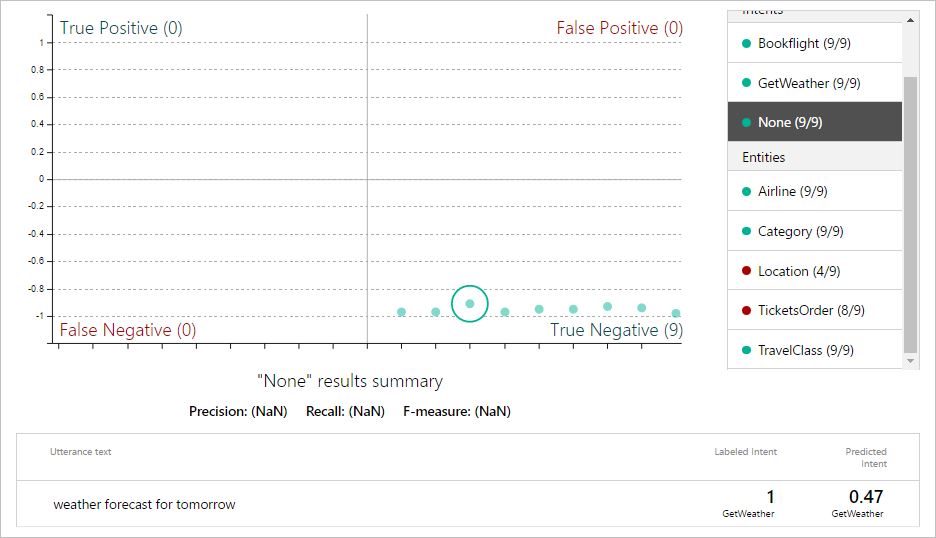 True Positive (0)
False Positive (0)
1
0.8
0.6
0.4
0.2
0
-0.2
-0.4
-0.6
-0.8
-1
False Negative (0)
True Negative (9)
"None" results summary
Precision: (NaN) Recall: (NaN) F-measure: (NaN)
Intents
Bookflight (9/9)
GetWeather (9/9)
None (9/9)
Entities
Airline (9/9)
Category (9/9)
Location (4/9)
TicketsOrder (8/9)
TravelClass (9/9)
Utterance text
Labeled Intent
Predicted
Intent
weather forecast for tomorrow
1
GetWeather
0.47
GetWeather